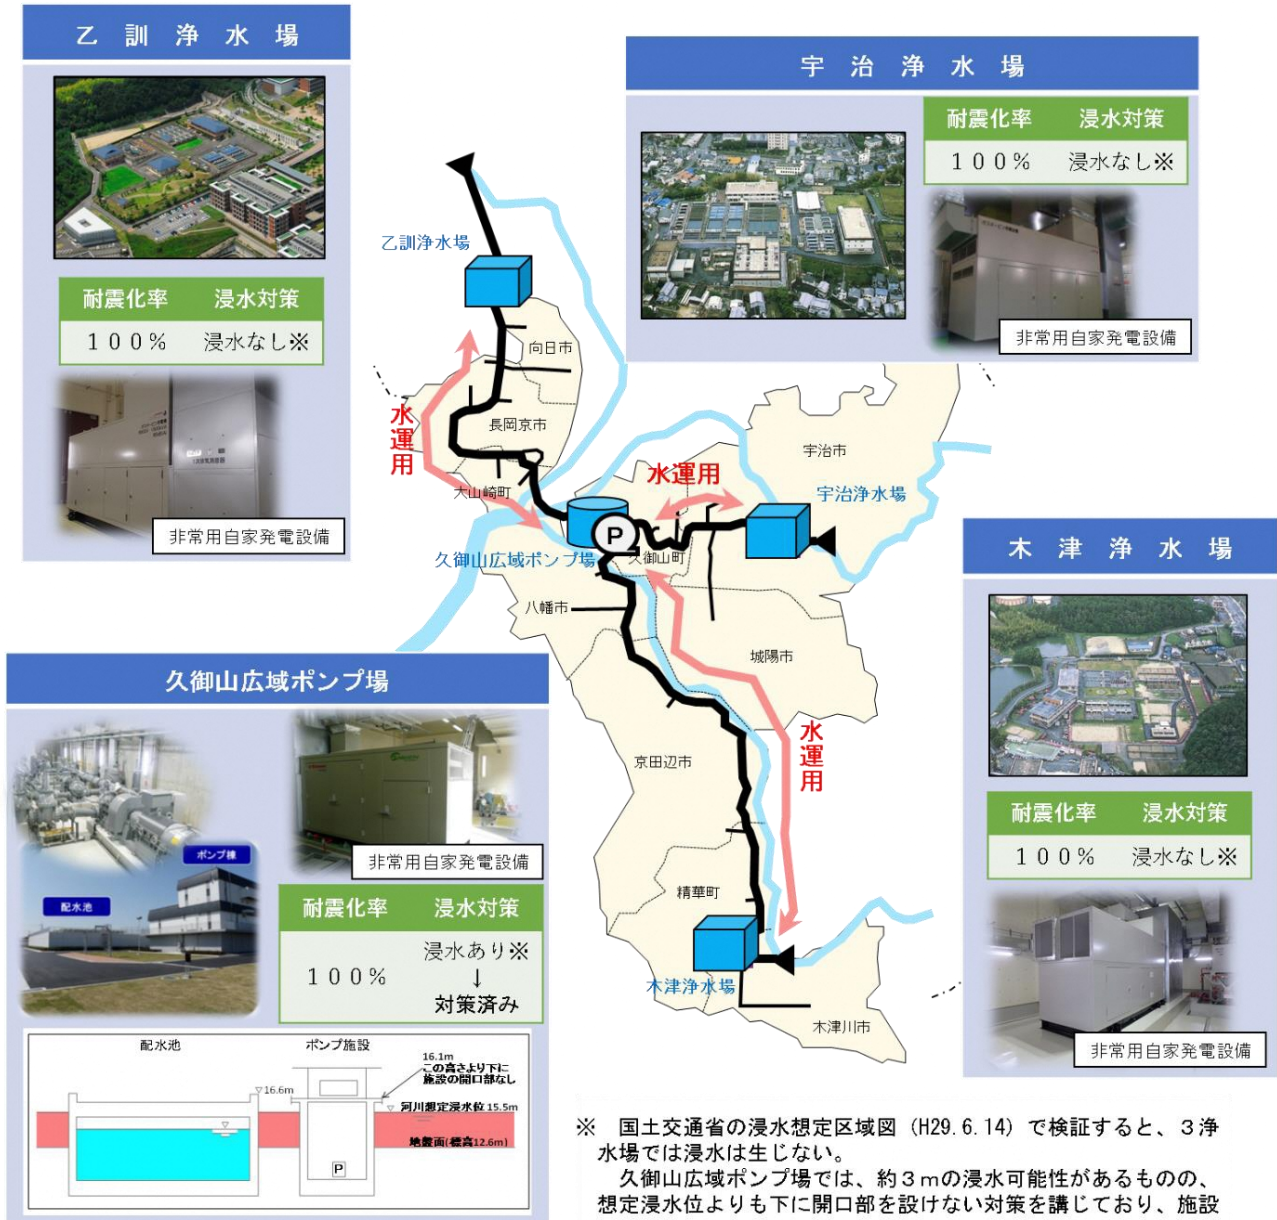 乙訓浄水場
耐震化率 浸水対策
１００％ 浸水なし※
非常用自家発電設備
宇治浄水場
耐震化率 浸水対策
１００％ 浸水なし※
非常用自家発電設備
乙訓浄水場
向日市
長岡京市
大山崎町
水運用
水運用
宇治市
宇治浄水場
P
久御山広域ポンプ場
久御山町
八幡市
城陽市
水運用
京田辺市
精華町
木津浄水場
木津川市
木津浄水場
耐震化率 浸水対策
１００％ 浸水なし※
非常用自家発電設備
久御山広域ポンプ場
ポンプ棟
配水池
非常用自家発電設備
耐震化率 浸水対策
１００％ 浸水あり※
↓
対策済み
配水池
ポンプ施設
16.1m
この高さより下に
施設の開口部なし
▽16.6m
▽ 河川想定浸水位15.5m
地盤面(標高12.6m)
P
※　国土交通省の浸水想定区域図（H29.6.14）で検証すると、３浄
水場では浸水は生じない。
久御山広域ポンプ場では、約３ｍの浸水可能性があるものの、
想定浸水位よりも下に開口部を設けない対策を講じており、施設